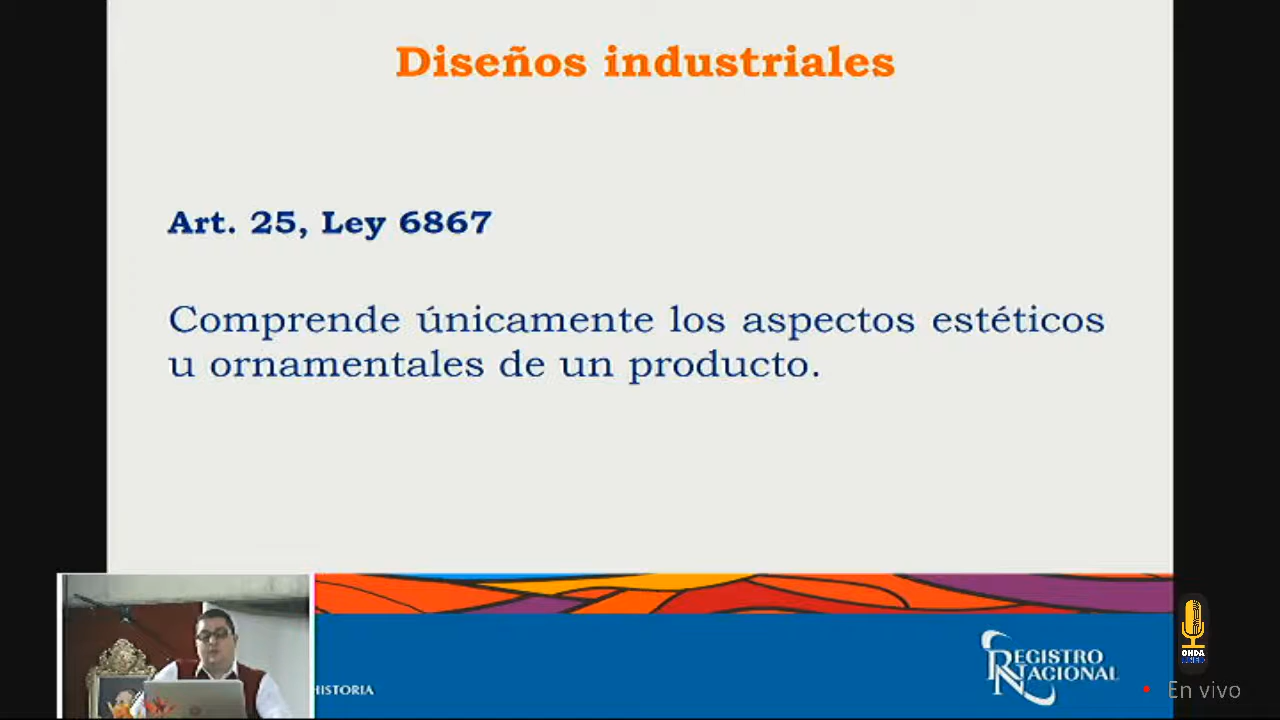 Diseños industriales
Art. 25, Ley 6867
Comprende únicamente los aspectos estéticos
u ornamentales de un producto.
HISTORIA
REGISTRO
NACIONAL
ONDA
En vivo